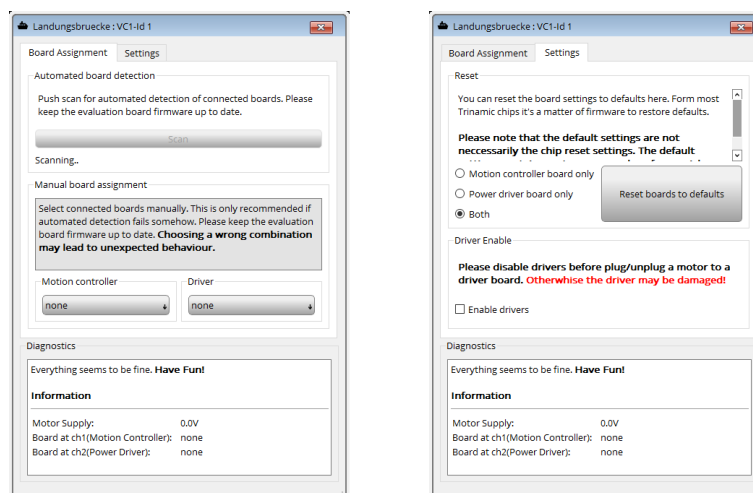 Landungsbruecke : VC1-Id 1
Board Assignment Settings
Automated board detection
Push scan for automated detection of connected boards. Please
keep the evaluation board firmware up to date.
Scan
Scanning..
Manual board assignment
Select connected boards manually. This is only recommended if
automated detection fails somehow. Please keep the evaluation
board firmware up to date. Choosing a wrong combination
may lead to unexpected behaviour.
Motion controller Driver
none none
Diagnostics
Everything seems to be fine. Have Fun!
Information
Motor Supply: 0.0V
Board at ch1(Motion Controller): none
Board at ch2(Power Driver): none
Landungsbruecke : VC1-Id 1
Board Assignment Settings
Reset
You can reset the board settings to defaults here. Form most
Trinamic chips it's a matter of firmware to restore defaults.
Please note that the default settings are not
neccessarily the chip reset settings. The default
Motion controller board only
Power driver board only
Both
Reset boards to defaults
Driver Enable
Please disable drivers before plug/unplug a motor to a
driver board. Otherwhise the driver may be damaged!
Enable drivers
Diagnostics
Everything seems to be fine. Have Fun!
Information
Motor Supply: 0.0V
Board at ch1(Motion Controller): none
Board at ch2(Power Driver): none